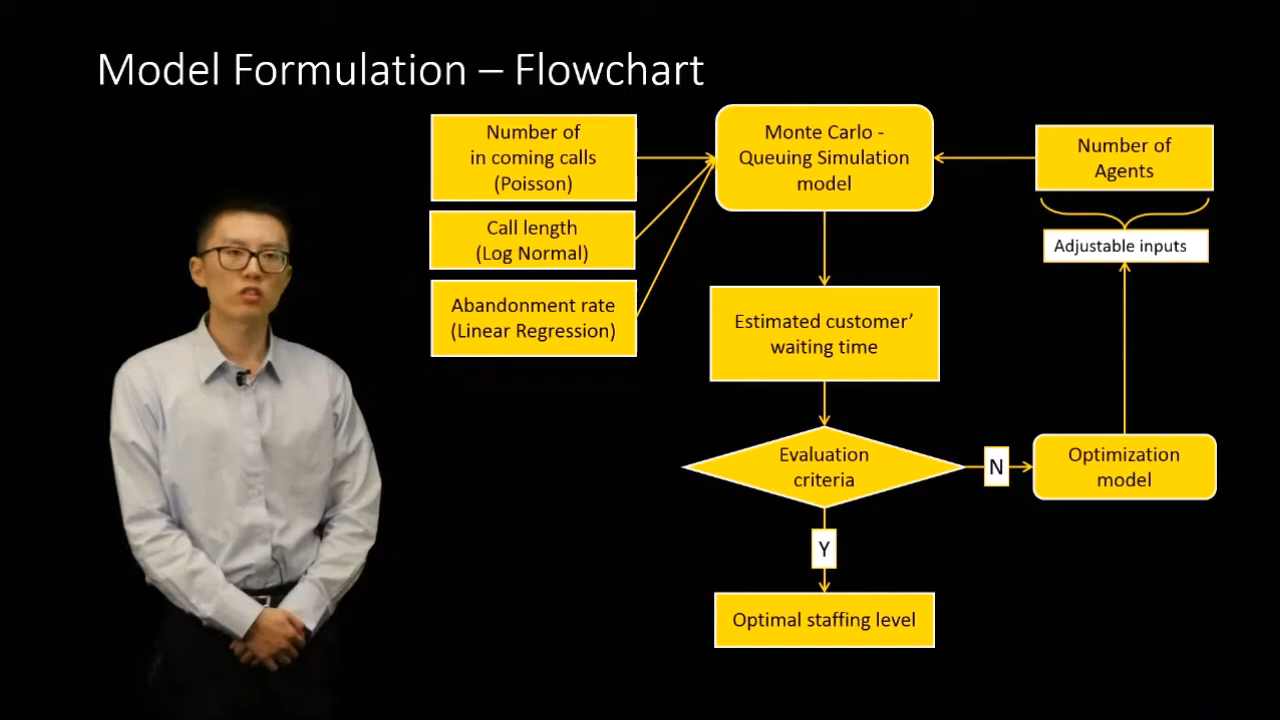 Model Formulation – Flowchart
Number of
in coming calls
(Poisson)
Call length
(Log Normal)
Abandonment rate
(Linear Regression)
Monte Carlo -
Queuing Simulation
model
Number of
Agents
Adjustable inputs
Estimated customer’
waiting time
Evaluation
criteria
N
Optimization
model
Y
Optimal staffing level